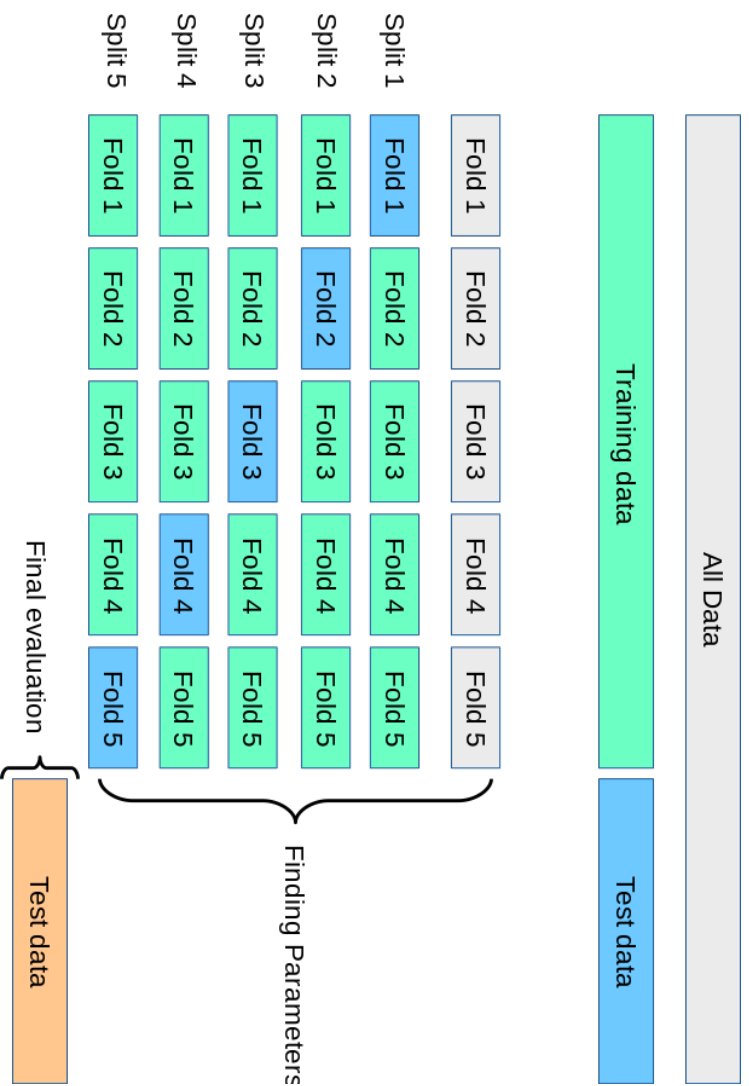 All Data
Training data Test data
Fold 1 Fold 2 Fold 3 Fold 4 Fold 5
Split 1 Fold 1 Fold 2 Fold 3 Fold 4 Fold 5
Split 2 Fold 1 Fold 2 Fold 3 Fold 4 Fold 5
Finding Parameters
Split 3 Fold 1 Fold 2 Fold 3 Fold 4 Fold 5
Split 4 Fold 1 Fold 2 Fold 3 Fold 4 Fold 5
Split 5 Fold 1 Fold 2 Fold 3 Fold 4 Fold 5
Final evaluation Test data